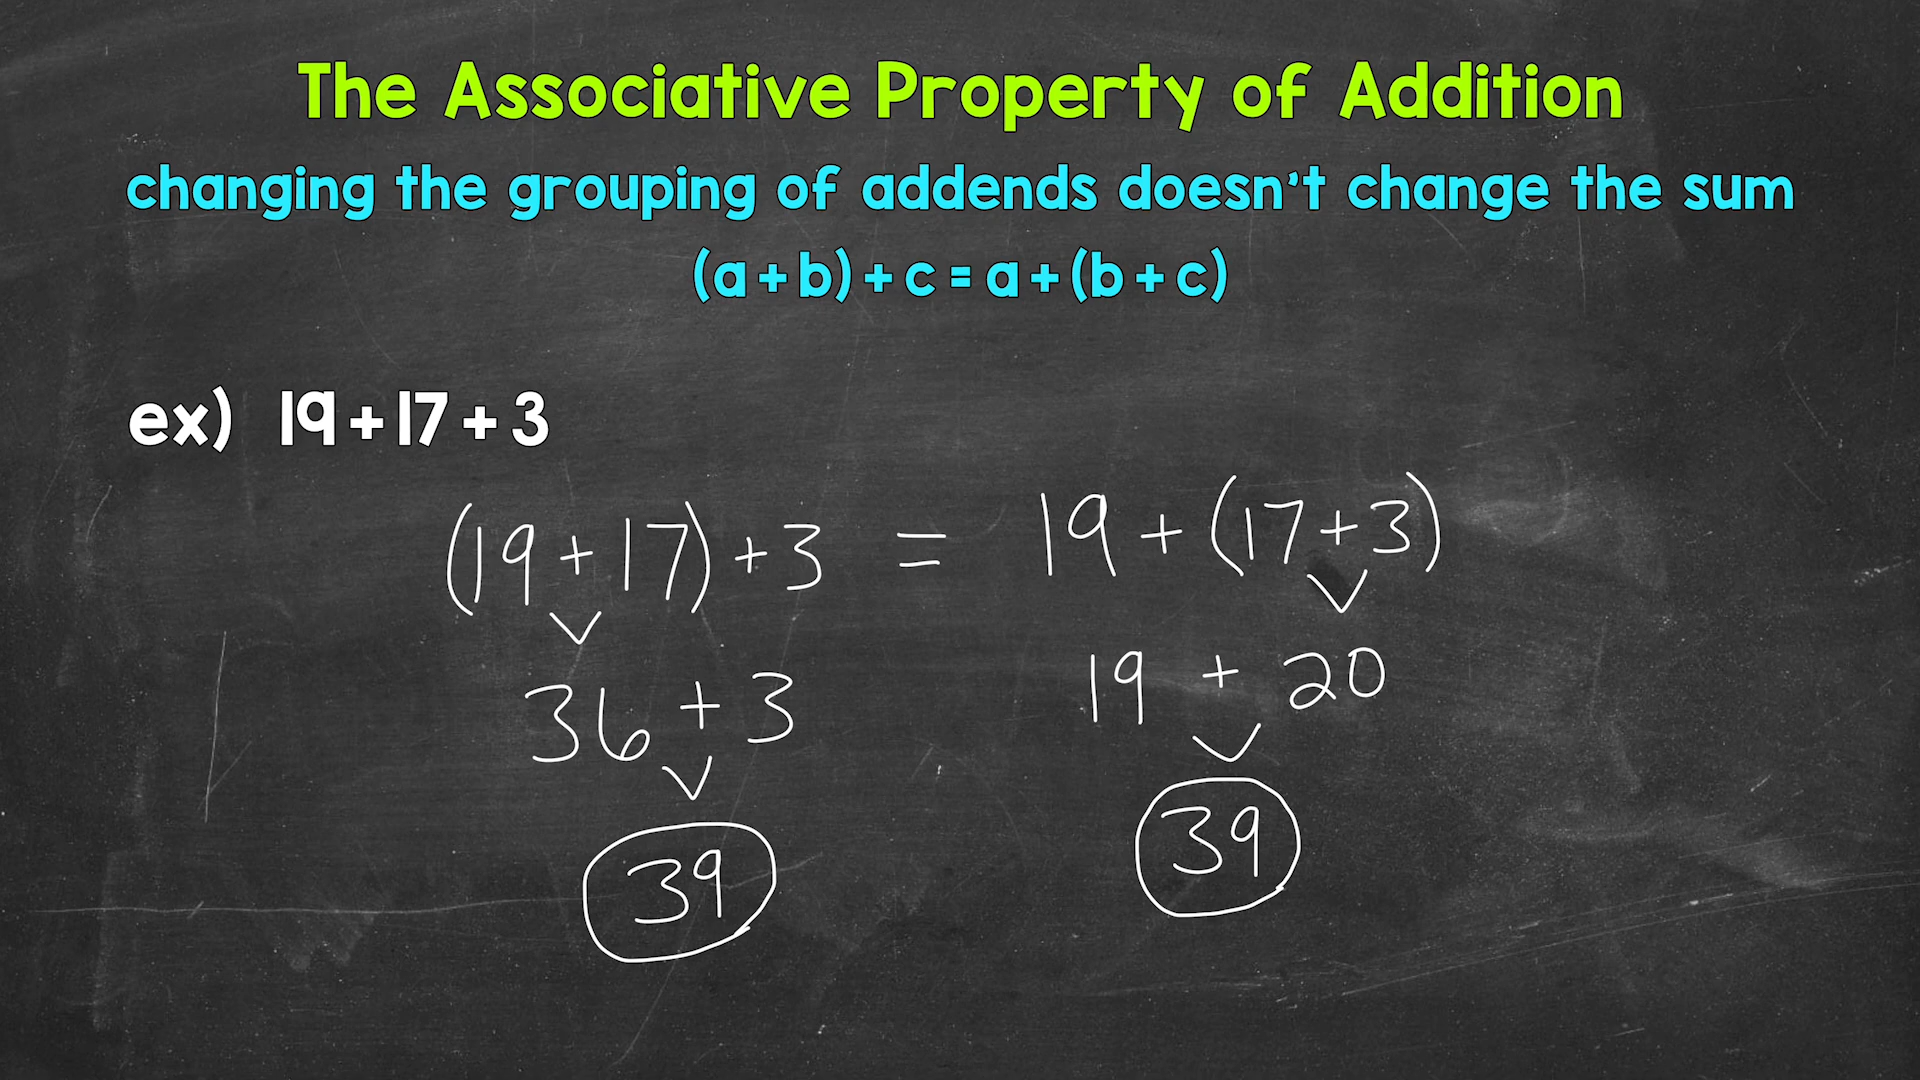 The Associative Property of Addition
changing the grouping of addends doesn't change the sum
(a + b) + c = a + (b + c)
ex) 19 + 17 + 3
(19 + 17) + 3 = 19 + (17 + 3)
36 + 3 19 + 20
39 39